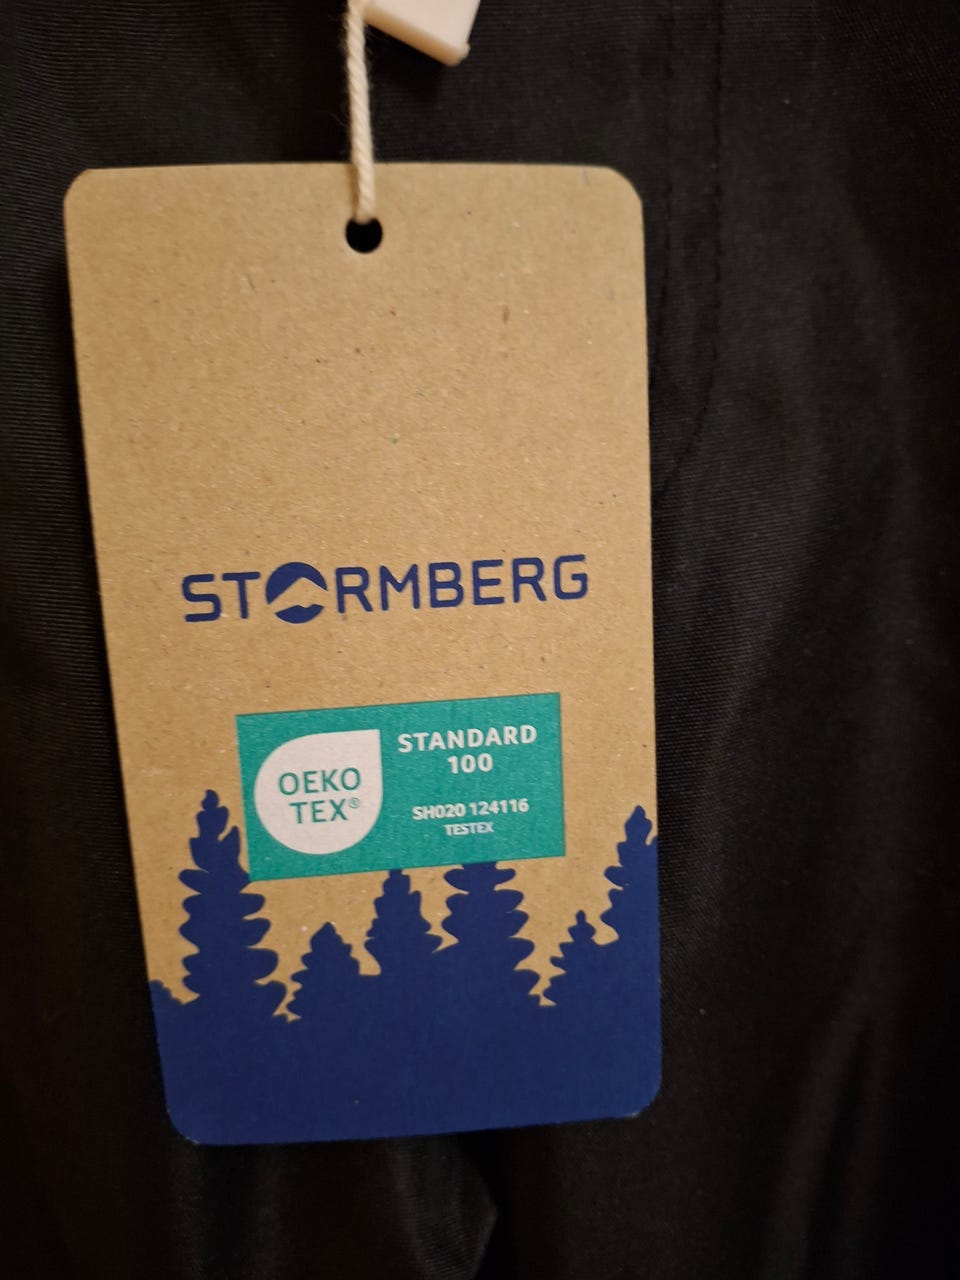 STORMBERG
OEKO
TEX®
STANDARD
100
SH020 124116
TESTEX